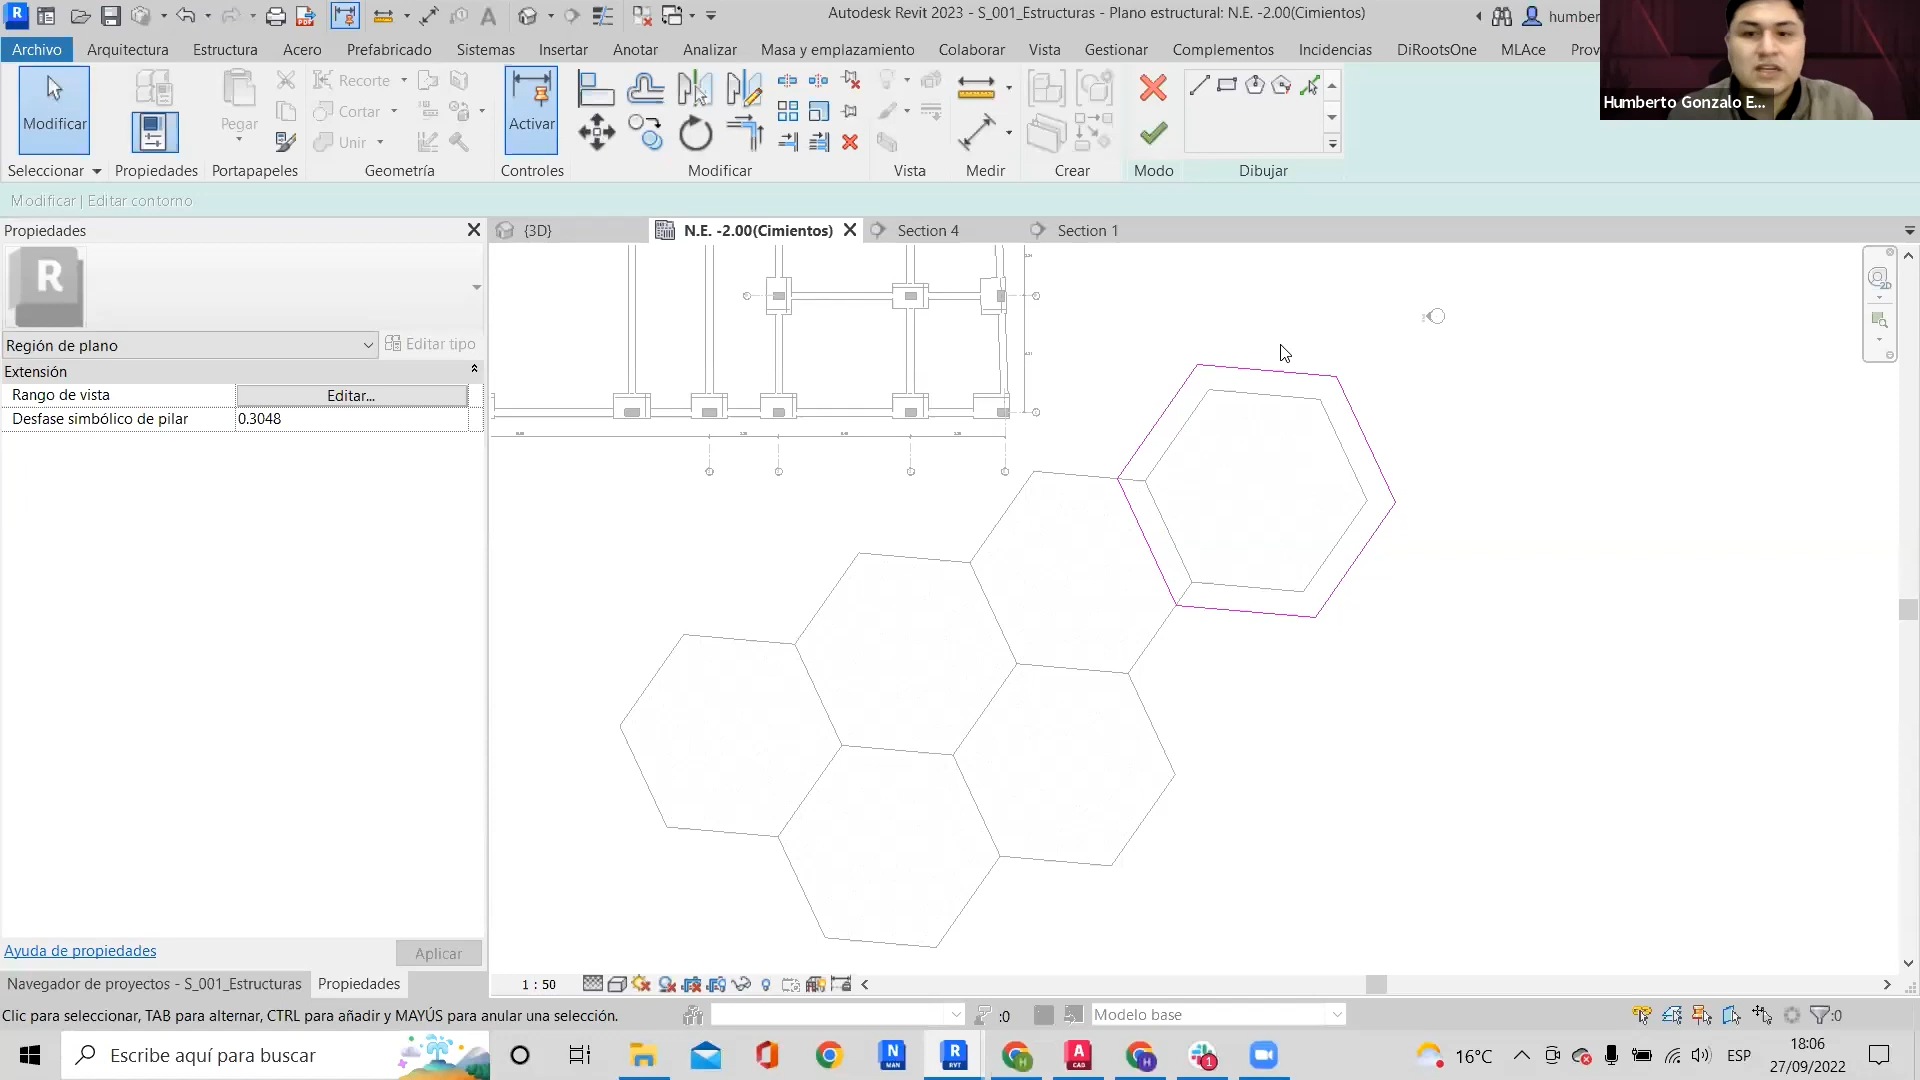 Autodesk Revit 2023 - S_001_Estructuras - Plano estructural: N.E. -2.00(Cimientos)
humber
Archivo Arquitectura Estructura Acero Prefabricado Sistemas Insertar Anotar Analizar Masa y emplazamiento Colaborar Vista Gestionar Complementos Incidencias DiRootsOne MLAce Prov
Humberto Gonzalo E...
Recorte
Cortar
Unir
Modificar
Pegar
Activar
Seleccionar Propiedades Portapapeles Geometría Controles Modificar Vista Medir Crear Modo Dibujar
Modificar | Editar contorno
Propiedades
{3D} N.E. -2.00(Cimientos) Section 4 Section 1
R
Región de plano
Editar tipo
Extensión
Rango de vista Editar...
Desfase simbólico de pilar 0.3048
2D
Ayuda de propiedades
Aplicar
Navegador de proyectos - S_001_Estructuras Propiedades
1 : 50
Clic para seleccionar, TAB para alternar, CTRL para añadir y MAYÚS para anular una selección.
:0
Modelo base
:0
Escribe aquí para buscar
16°C
ESP
18:06
27/09/2022